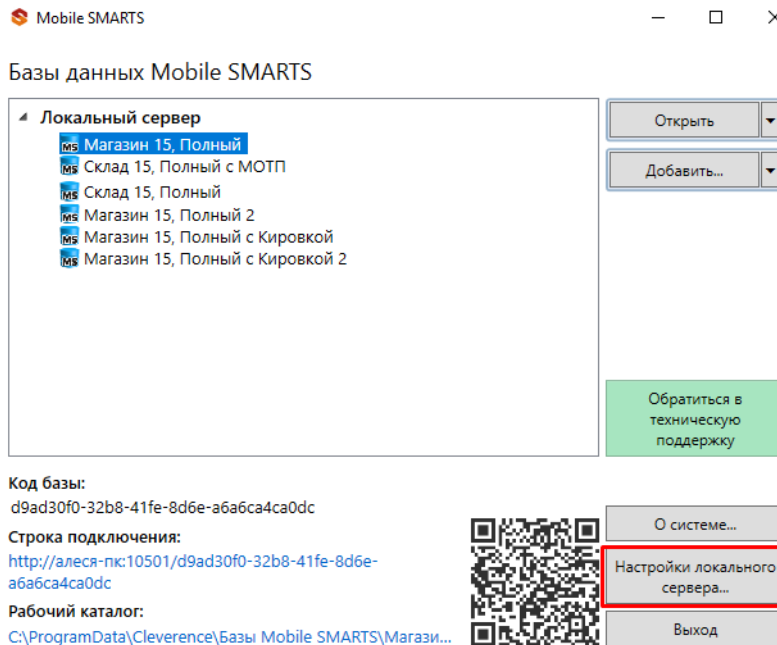 Mobile SMARTS
Базы данных Mobile SMARTS
Локальный сервер
Магазин 15, Полный
Склад 15, Полный с МОТП
Склад 15, Полный
Магазин 15, Полный 2
Магазин 15, Полный с Кировкой
Магазин 15, Полный с Кировкой 2
Открыть
Добавить...
Обратиться в
техническую
поддержку
Код базы:
d9ad30f0-32b8-41fe-8d6e-a6a6ca4ca0dc
Строка подключения:
http://алеся-пк:10501/d9ad30f0-32b8-41fe-8d6e-
a6a6ca4ca0dc
Рабочий каталог:
C:\ProgramData\Cleverence\Базы Mobile SMARTS\Магази...
О системе...
Настройки локального
сервера...
Выход